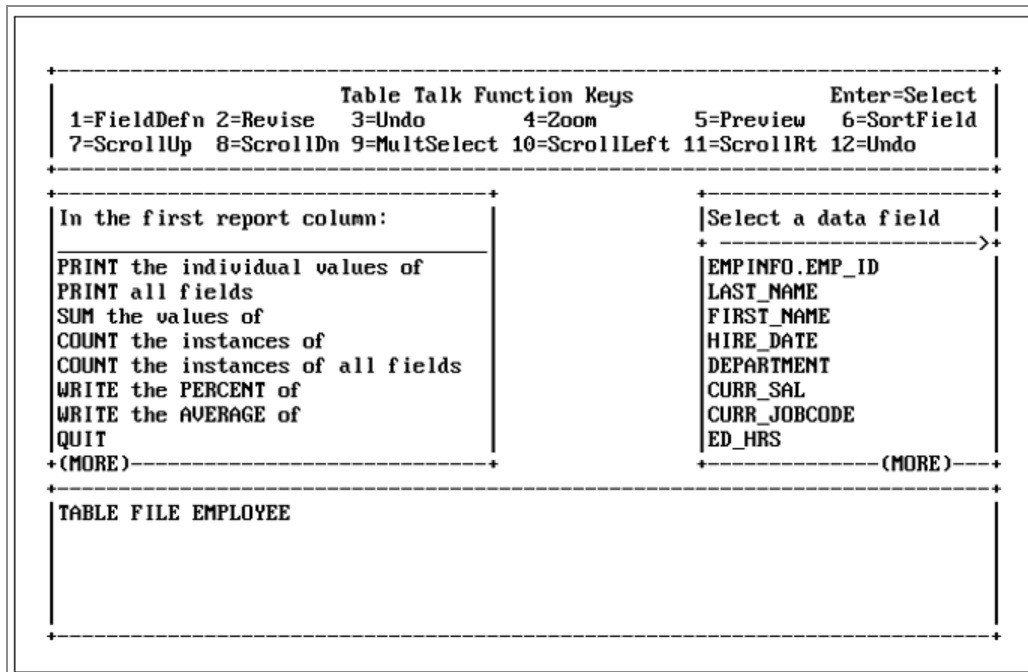 Table Talk Function Keys Enter=Select
1=FieldDefn 2=Revise 3=Undo 4=Zoom 5=Preview 6=SortField
7=ScrollUp 8=ScrollDn 9=MultSelect 10=ScrollLeft 11=ScrollRt 12=Undo
In the first report column:
PRINT the individual values of
PRINT all fields
SUM the values of
COUNT the instances of
COUNT the instances of all fields
WRITE the PERCENT of
WRITE the AVERAGE of
QUIT
(MORE)
Select a data field
EMPINFO.EMP_ID
LAST_NAME
FIRST_NAME
HIRE_DATE
DEPARTMENT
CURR_SAL
CURR_JOBCODE
ED_HRS
(MORE)
TABLE FILE EMPLOYEE